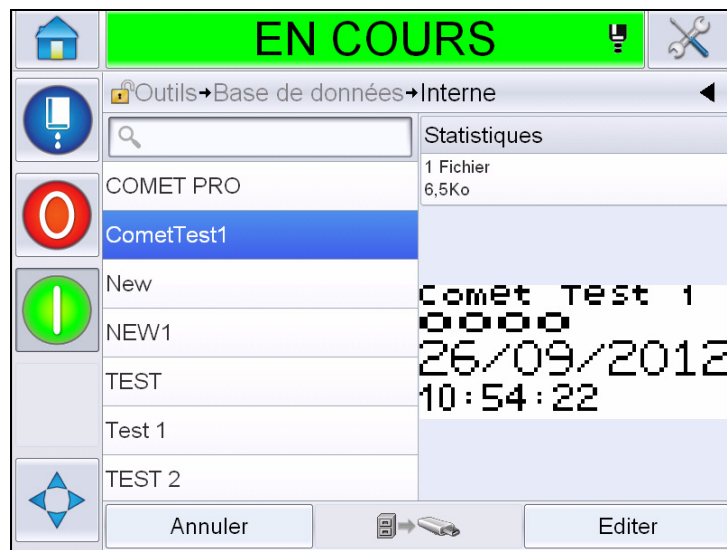 EN COURS
Outils→Base de données→Interne
Statistiques
1 Fichier
6,5Ko
COMET PRO
CometTest1
New
NEW1
TEST
Test 1
TEST 2
Comet Test 1
0000
26/09/2012
10:54:22
Annuler
Editer